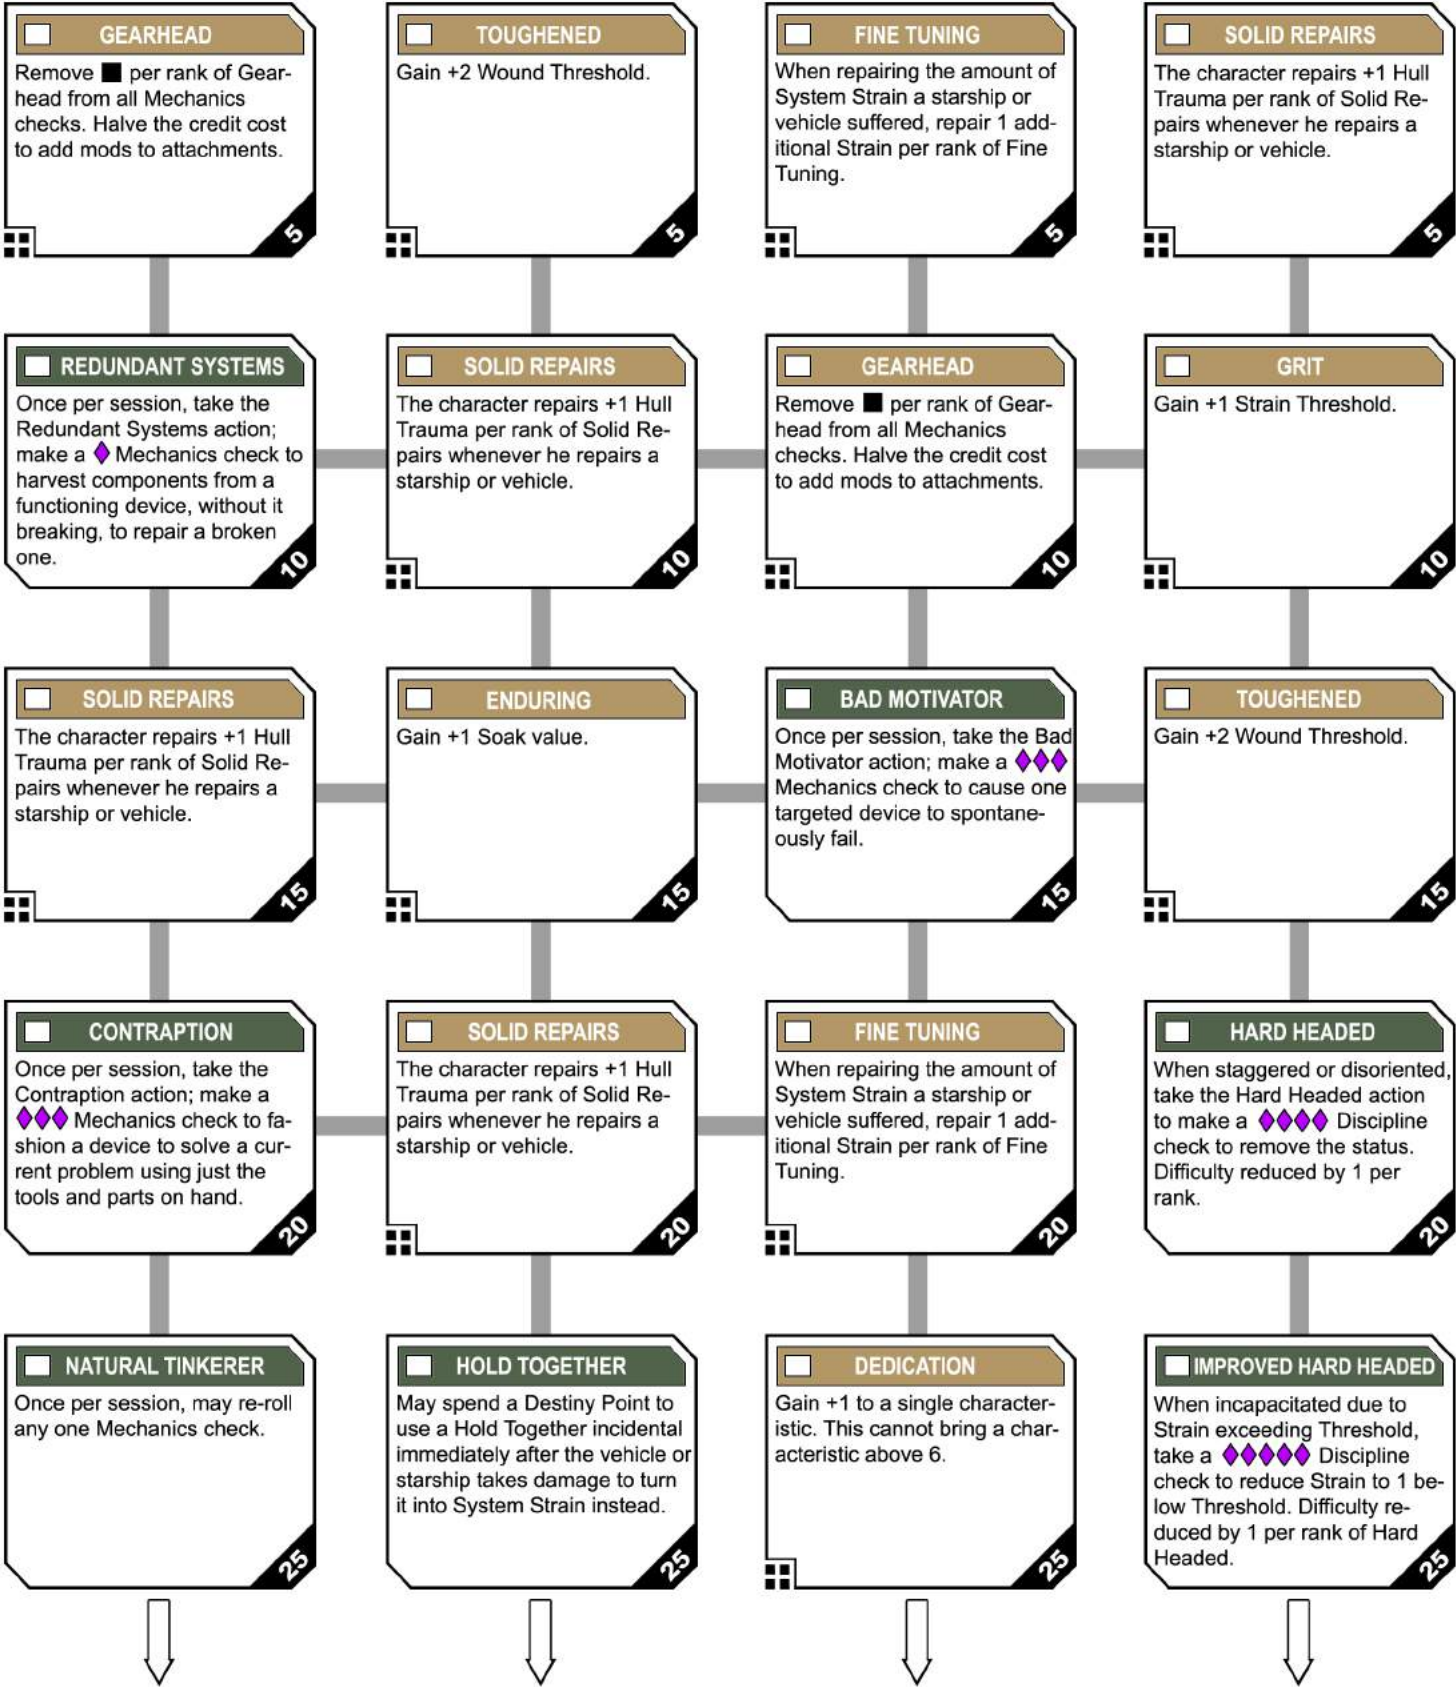 GEARHEAD
Remove ■ per rank of Gear-
head from all Mechanics
checks. Halve the credit cost
to add mods to attachments.
5
TOUGHENED
Gain +2 Wound Threshold.
5
FINE TUNING
When repairing the amount of
System Strain a starship or
vehicle suffered, repair 1 add-
itional Strain per rank of Fine
Tuning.
5
SOLID REPAIRS
The character repairs +1 Hull
Trauma per rank of Solid Re-
pairs whenever he repairs a
starship or vehicle.
5
REDUNDANT SYSTEMS
Once per session, take the
Redundant Systems action;
make a ♦ Mechanics check to
harvest components from a
functioning device, without it
breaking, to repair a broken
one.
10
SOLID REPAIRS
The character repairs +1 Hull
Trauma per rank of Solid Re-
pairs whenever he repairs a
starship or vehicle.
10
GEARHEAD
Remove ■ per rank of Gear-
head from all Mechanics
checks. Halve the credit cost
to add mods to attachments.
10
GRIT
Gain +1 Strain Threshold.
10
SOLID REPAIRS
The character repairs +1 Hull
Trauma per rank of Solid Re-
pairs whenever he repairs a
starship or vehicle.
15
ENDURING
Gain +1 Soak value.
15
BAD MOTIVATOR
Once per session, take the Bad
Motivator action; make a ♦♦♦
Mechanics check to cause one
targeted device to spontane-
ously fail.
15
TOUGHENED
Gain +2 Wound Threshold.
15
CONTRAPTION
Once per session, take the
Contraption action; make a
♦♦♦ Mechanics check to fa-
shion a device to solve a cur-
rent problem using just the
tools and parts on hand.
20
SOLID REPAIRS
The character repairs +1 Hull
Trauma per rank of Solid Re-
pairs whenever he repairs a
starship or vehicle.
20
FINE TUNING
When repairing the amount of
System Strain a starship or
vehicle suffered, repair 1 add-
itional Strain per rank of Fine
Tuning.
20
HARD HEADED
When staggered or disoriented,
take the Hard Headed action
to make a ♦♦♦♦ Discipline
check to remove the status.
Difficulty reduced by 1 per
rank.
20
NATURAL TINKERER
Once per session, may re-roll
any one Mechanics check.
25
HOLD TOGETHER
May spend a Destiny Point to
use a Hold Together incidental
immediately after the vehicle or
starship takes damage to turn
it into System Strain instead.
25
DEDICATION
Gain +1 to a single character-
istic. This cannot bring a char-
acteristic above 6.
25
IMPROVED HARD HEADED
When incapacitated due to
Strain exceeding Threshold,
take a ♦♦♦♦♦ Discipline
check to reduce Strain to 1 be-
low Threshold. Difficulty re-
duced by 1 per rank of Hard
Headed.
25